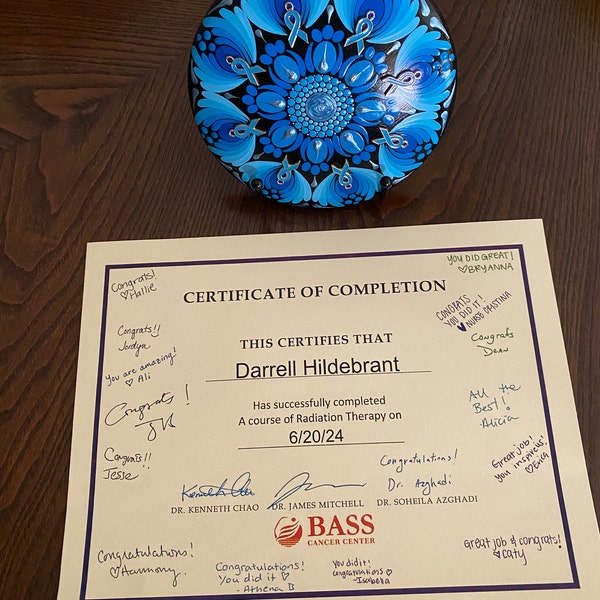 CERTIFICATE OF COMPLETION
THIS CERTIFIES THAT
Darrell Hildebrant
Has successfully completed
A course of Radiation Therapy on
6/20/24
DR. KENNETH CHAO
DR. JAMES MITCHELL
DR. SOHEILA AZGHADI
BASS
CANCER CENTER
Congrats!
♡Hallie
Congrats!!
Jordyn
You are amazing!
♡ Ali
Congrats!
Congrats!!
Jesse
Congratulations!
♡Harmony
Congratulations!
You did it ♡
- Athena B
You did it!
congratulations ♡
-Isabella
Congratulations!
Dr. Azghadi
YOU DID GREAT!
♡BRYANNA
CONGRATS
YOU DID IT!
♥ NURSE CRISTINA
Congrats
Dean
All the
Best!
-Alicia
Great job!
You inspire us!
♡Erica
Great job & congrats!
♡Caty